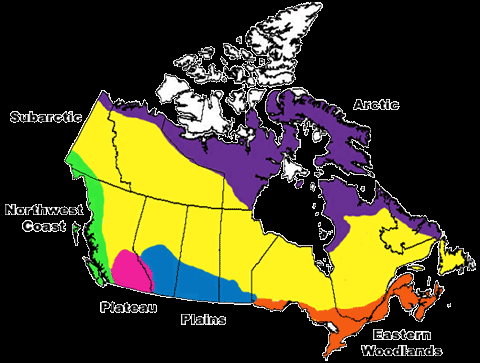 Arctic
Subarctic
Northwest
Coast
Plateau
Plains
Eastern
Woodlands